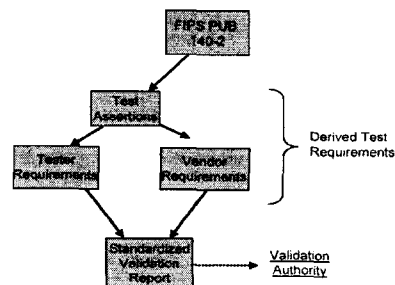 FIPS PUB
140-2
Test
Assertions
Derived Test
Requirements
Tester
Requirements
Vendor
Requirements
Standardized
Validation
Report
Validation
Authority